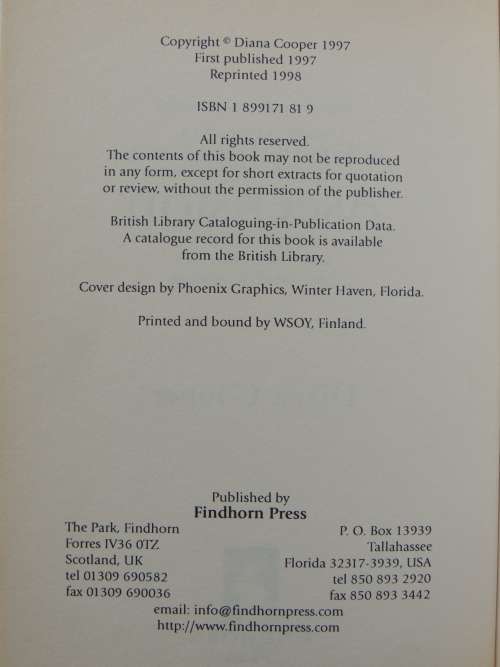 Copyright © Diana Cooper 1997
First published 1997
Reprinted 1998
ISBN 1 899171 81 9
All rights reserved.
The contents of this book may not be reproduced
in any form, except for short extracts for quotation
or review, without the permission of the publisher.
British Library Cataloguing-in-Publication Data.
A catalogue record for this book is available
from the British Library.
Cover design by Phoenix Graphics, Winter Haven, Florida.
Printed and bound by WSOY, Finland.
Published by
Findhorn Press
The Park, Findhorn
Forres IV36 0TZ
Scotland, UK
tel 01309 690582
fax 01309 690036
P. O. Box 13939
Tallahassee
Florida 32317-3939, USA
tel 850 893 2920
fax 850 893 3442
email: info@findhornpress.com
http://www.findhornpress.com